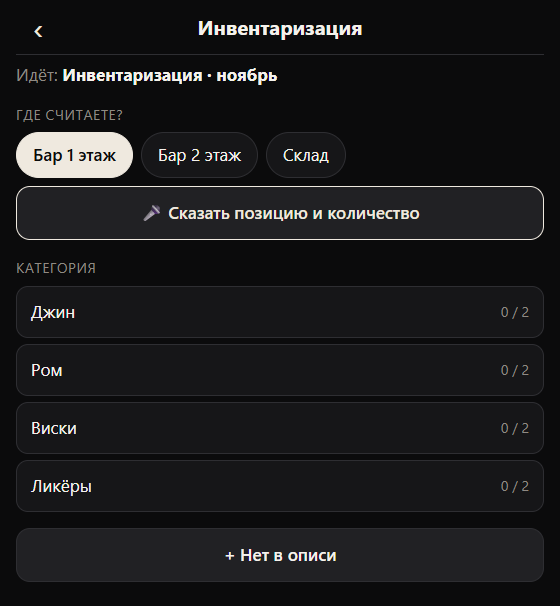 Инвентаризация
Идёт: Инвентаризация · ноябрь
ГДЕ СЧИТАЕТЕ?
Бар 1 этаж Бар 2 этаж Склад
Сказать позицию и количество
КАТЕГОРИЯ
Джин 0 / 2
Ром 0 / 2
Виски 0 / 2
Ликёры 0 / 2
+ Нет в описи